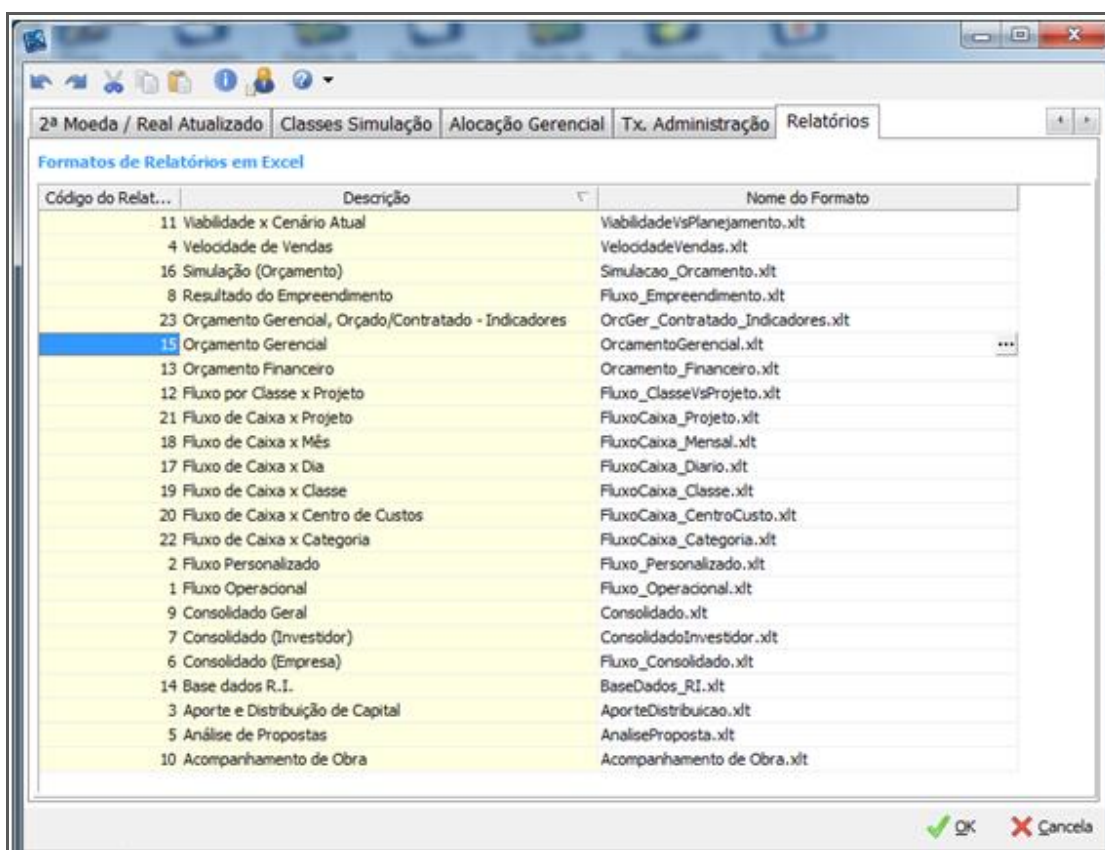 2ª Moeda / Real Atualizado Classes Simulação Alocação Gerencial Tx. Administração Relatórios
Formatos de Relatórios em Excel
Código do Relat... Descrição Nome do Formato
11 Viabilidade x Cenário Atual ViabilidadeVsPlanejamento.xlt
4 Velocidade de Vendas VelocidadeVendas.xlt
16 Simulação (Orçamento) Simulacao_Orcamento.xlt
8 Resultado do Empreendimento Fluxo_Empreendimento.xlt
23 Orçamento Gerencial, Orçado/Contratado - Indicadores OrcGer_Contratado_Indicadores.xlt
15 Orçamento Gerencial OrcamentoGerencial.xlt ...
13 Orçamento Financeiro Orcamento_Financeiro.xlt
12 Fluxo por Classe x Projeto Fluxo_ClasseVsProjeto.xlt
21 Fluxo de Caixa x Projeto FluxoCaixa_Projeto.xlt
18 Fluxo de Caixa x Mês FluxoCaixa_Mensal.xlt
17 Fluxo de Caixa x Dia FluxoCaixa_Diario.xlt
19 Fluxo de Caixa x Classe FluxoCaixa_Classe.xlt
20 Fluxo de Caixa x Centro de Custos FluxoCaixa_CentroCusto.xlt
22 Fluxo de Caixa x Categoria FluxoCaixa_Categoria.xlt
2 Fluxo Personalizado Fluxo_Personalizado.xlt
1 Fluxo Operacional Fluxo_Operacional.xlt
9 Consolidado Geral Consolidado.xlt
7 Consolidado (Investidor) ConsolidadoInvestidor.xlt
6 Consolidado (Empresa) Fluxo_Consolidado.xlt
14 Base dados R.I. BaseDados_RI.xlt
3 Aporte e Distribuição de Capital AporteDistribuicao.xlt
5 Análise de Propostas AnaliseProposta.xlt
10 Acompanhamento de Obra Acompanhamento de Obra.xlt
OK Cancela